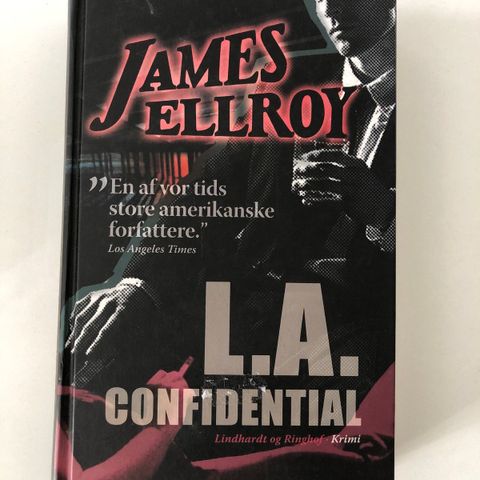 JAMES
ELLROY
”En af vor tids
store amerikanske
forfattere.”
Los Angeles Times
L.A.
CONFIDENTIAL
Lindhardt og Ringhof · Krimi